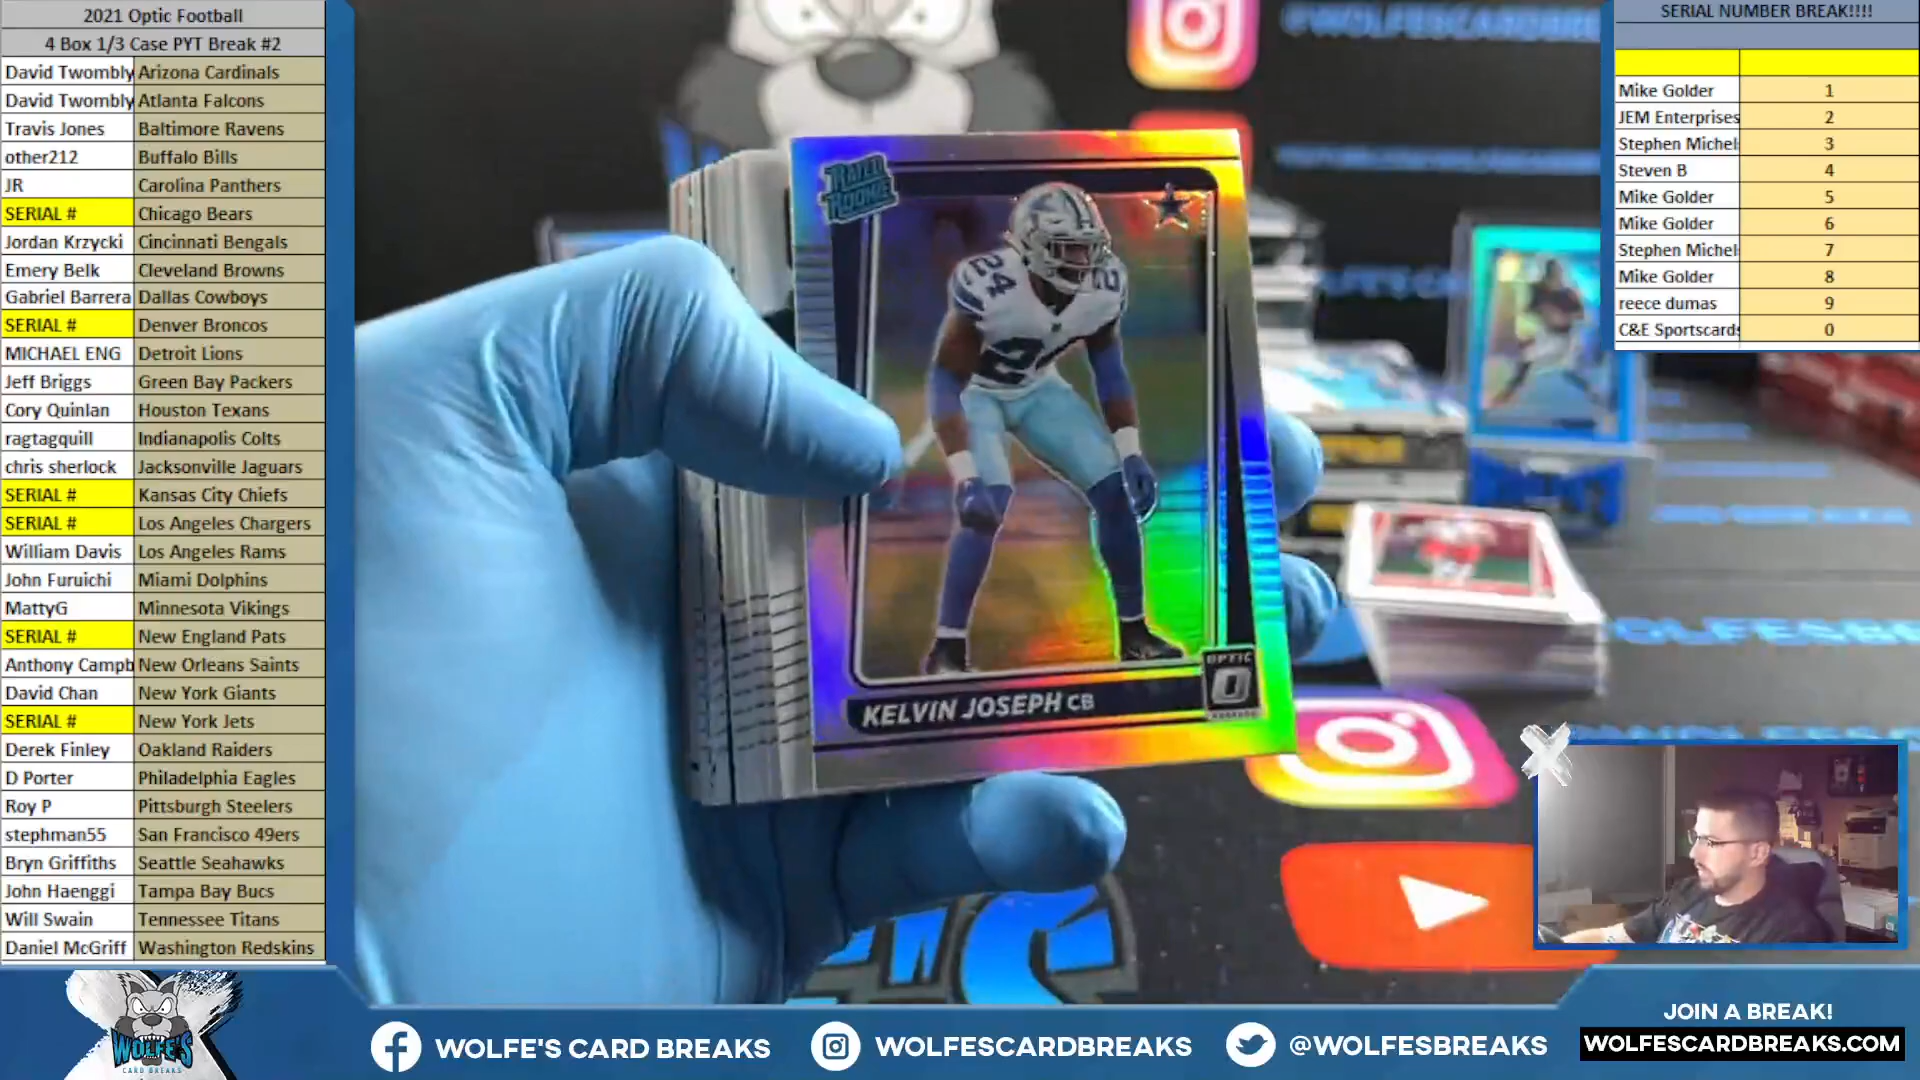 2021 Optic Football
4 Box 1/3 Case PYT Break #2
David Twombly Arizona Cardinals
David Twombly Atlanta Falcons
Travis Jones Baltimore Ravens
other212 Buffalo Bills
JR Carolina Panthers
SERIAL # Chicago Bears
Jordan Krzycki Cincinnati Bengals
Emery Belk Cleveland Browns
Gabriel Barrera Dallas Cowboys
SERIAL # Denver Broncos
MICHAEL ENG Detroit Lions
Jeff Briggs Green Bay Packers
Cory Quinlan Houston Texans
ragtagquill Indianapolis Colts
chris sherlock Jacksonville Jaguars
SERIAL # Kansas City Chiefs
SERIAL # Los Angeles Chargers
William Davis Los Angeles Rams
John Furuichi Miami Dolphins
MattyG Minnesota Vikings
SERIAL # New England Pats
Anthony Campb New Orleans Saints
David Chan New York Giants
SERIAL # New York Jets
Derek Finley Oakland Raiders
D Porter Philadelphia Eagles
Roy P Pittsburgh Steelers
stephman55 San Francisco 49ers
Bryn Griffiths Seattle Seahawks
John Haenggi Tampa Bay Bucs
Will Swain Tennessee Titans
Daniel McGriff Washington Redskins
SERIAL NUMBER BREAK!!!!
Mike Golder 1
JEM Enterprises 2
Stephen Michel 3
Steven B 4
Mike Golder 5
Mike Golder 6
Stephen Michel 7
Mike Golder 8
reece dumas 9
C&E Sportscards 0
@WOLFESCARDBRE
RATED
ROOKIE
24
24
KELVIN JOSEPH CB
OPTIC
WOLFE'S
CARD BREAKS
WOLFE'S CARD BREAKS
WOLFESCARDBREAKS
@WOLFESBREAKS
JOIN A BREAK!
WOLFESCARDBREAKS.COM